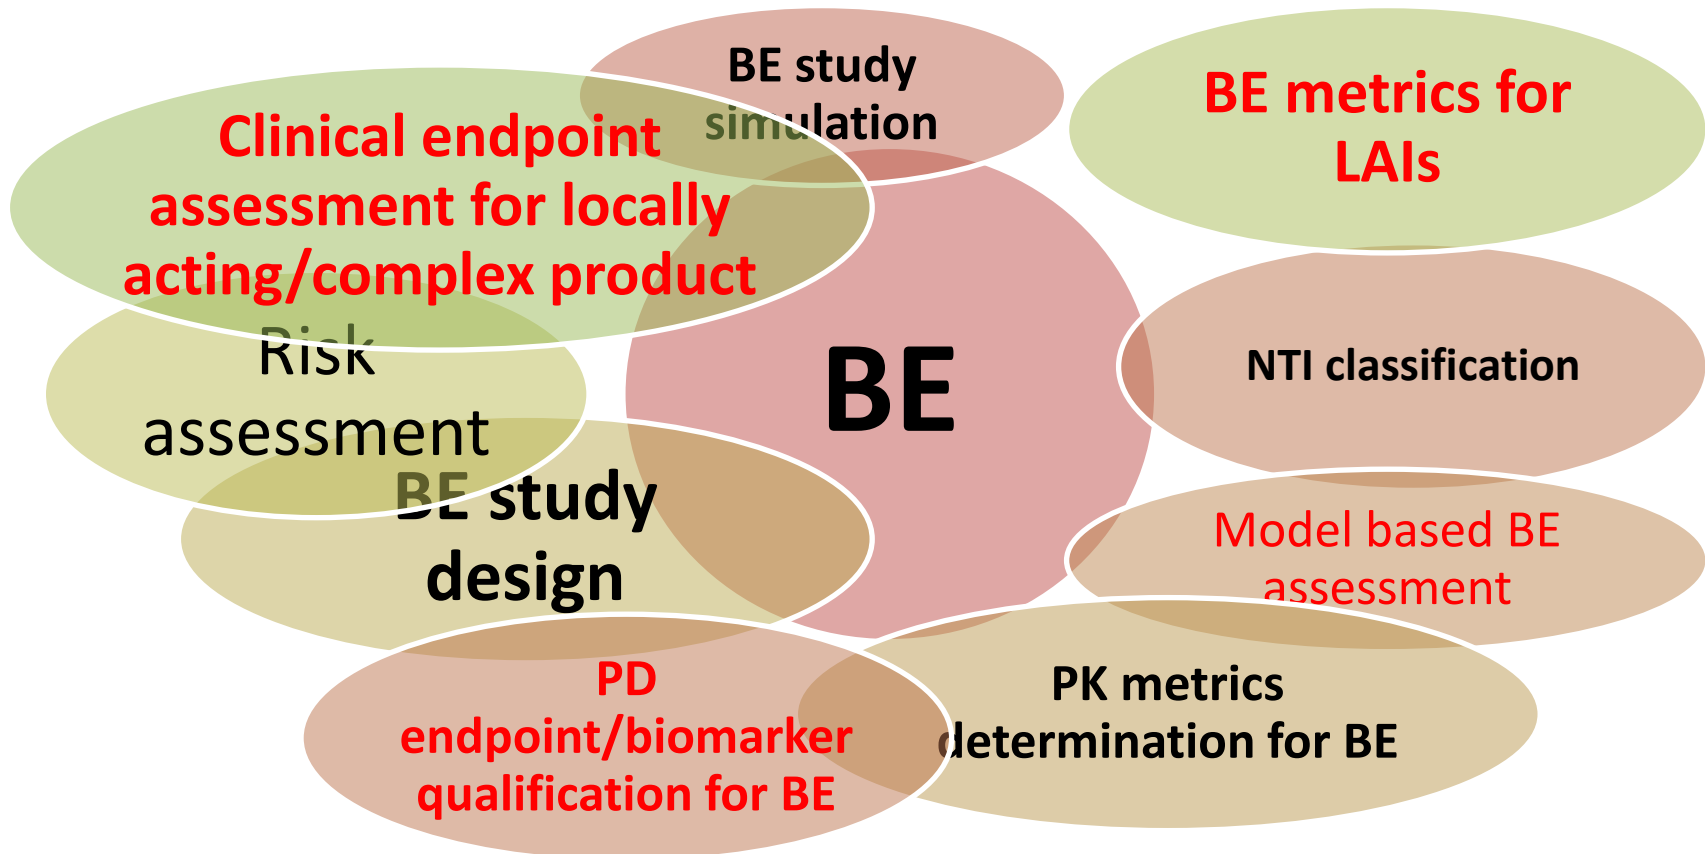 BE study
simulation
BE metrics for
LAIs
Clinical endpoint
assessment for locally
acting/complex product
Risk
assessment
BE
NTI classification
BE study
design
Model based BE
assessment
PD
endpoint/biomarker
qualification for BE
PK metrics
determination for BE